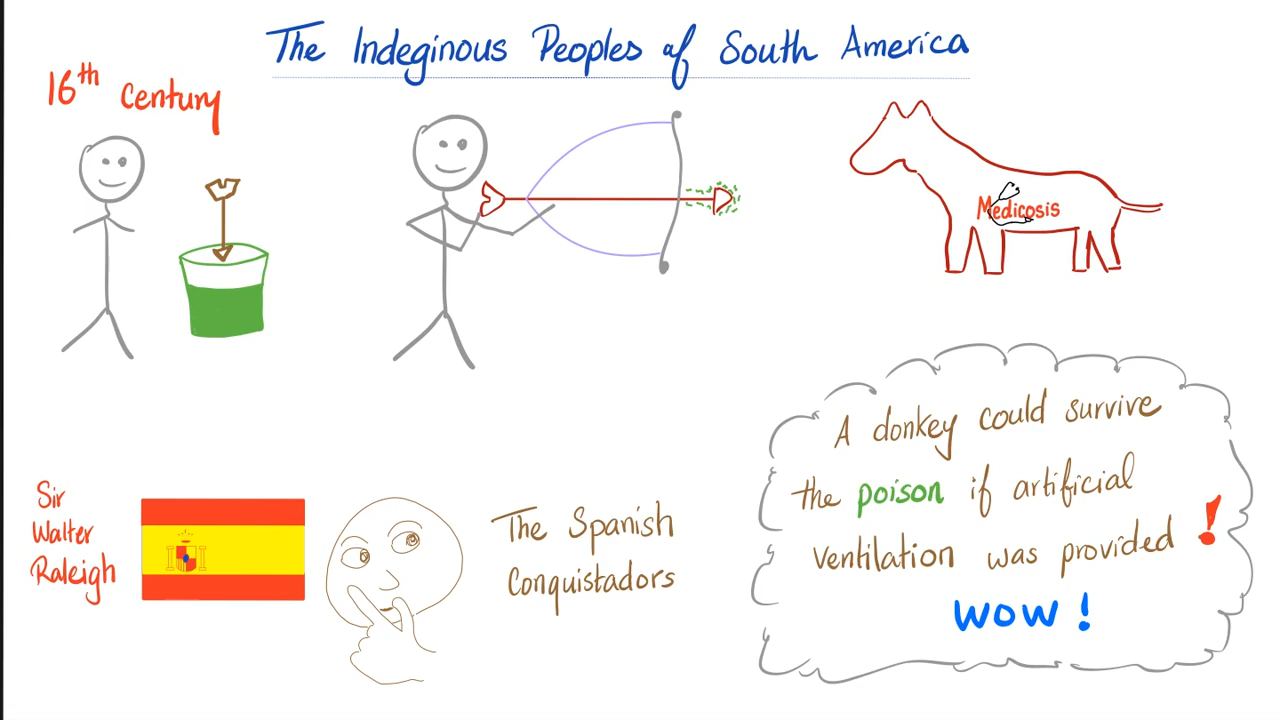 The Indeginous Peoples of South America
16th Century
Medicosis
Sir
Walter
Raleigh
The Spanish
Conquistadors
A donkey could survive
the poison if artificial
ventilation was provided !
WOW !